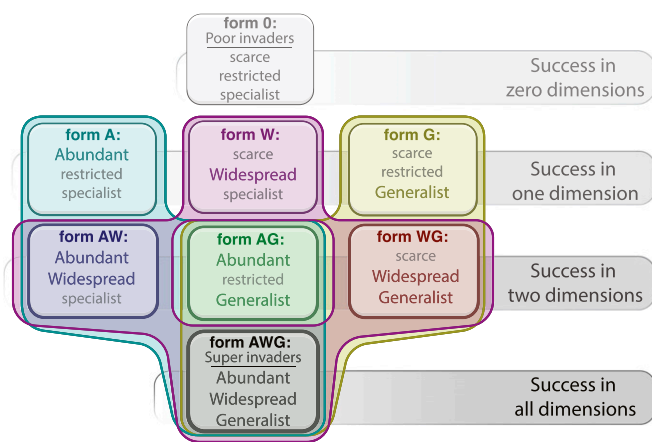 form 0:
Poor invaders
scarce
restricted
specialist
Success in
zero dimensions
form A:
Abundant
restricted
specialist
form W:
scarce
Widespread
specialist
form G:
scarce
restricted
Generalist
Success in
one dimension
form AW:
Abundant
Widespread
specialist
form AG:
Abundant
restricted
Generalist
form WG:
scarce
Widespread
Generalist
Success in
two dimensions
form AWG:
Super invaders
Abundant
Widespread
Generalist
Success in
all dimensions